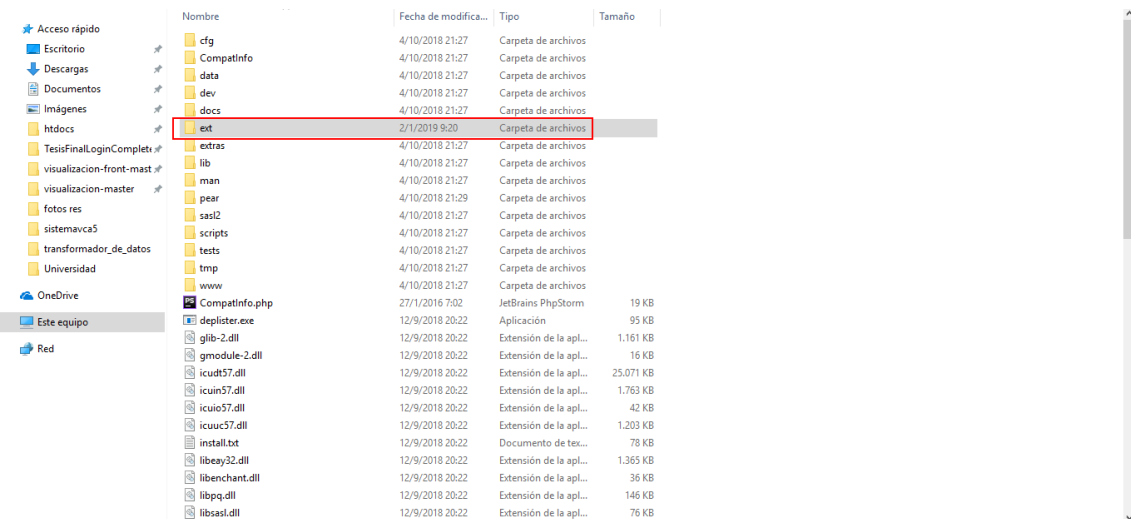 Nombre Fecha de modifica... Tipo Tamaño
Acceso rápido
Escritorio
Descargas
Documentos
Imágenes
htdocs
TesisFinalLoginComplet
visualizacion-front-mast
visualizacion-master
fotos res
sistemavca5
transformador_de_datos
Universidad
OneDrive
Este equipo
Red
cfg 4/10/2018 21:27 Carpeta de archivos
CompatInfo 4/10/2018 21:27 Carpeta de archivos
data 4/10/2018 21:27 Carpeta de archivos
dev 4/10/2018 21:27 Carpeta de archivos
docs 4/10/2018 21:27 Carpeta de archivos
ext 2/1/2019 9:20 Carpeta de archivos
extras 4/10/2018 21:27 Carpeta de archivos
lib 4/10/2018 21:27 Carpeta de archivos
man 4/10/2018 21:27 Carpeta de archivos
pear 4/10/2018 21:29 Carpeta de archivos
sasl2 4/10/2018 21:27 Carpeta de archivos
scripts 4/10/2018 21:27 Carpeta de archivos
tests 4/10/2018 21:27 Carpeta de archivos
tmp 4/10/2018 21:27 Carpeta de archivos
www 4/10/2018 21:27 Carpeta de archivos
CompatInfo.php 27/1/2016 7:02 JetBrains PhpStorm 19 KB
deplister.exe 12/9/2018 20:22 Aplicación 95 KB
glib-2.dll 12/9/2018 20:22 Extensión de la apl... 1.161 KB
gmodule-2.dll 12/9/2018 20:22 Extensión de la apl... 16 KB
icudt57.dll 12/9/2018 20:22 Extensión de la apl... 25.071 KB
icuin57.dll 12/9/2018 20:22 Extensión de la apl... 1.763 KB
icuio57.dll 12/9/2018 20:22 Extensión de la apl... 42 KB
icuuc57.dll 12/9/2018 20:22 Extensión de la apl... 1.203 KB
install.txt 12/9/2018 20:22 Documento de tex... 78 KB
libeay32.dll 12/9/2018 20:22 Extensión de la apl... 1.365 KB
libenchant.dll 12/9/2018 20:22 Extensión de la apl... 36 KB
libpq.dll 12/9/2018 20:22 Extensión de la apl... 146 KB
libsasl.dll 12/9/2018 20:22 Extensión de la apl... 76 KB